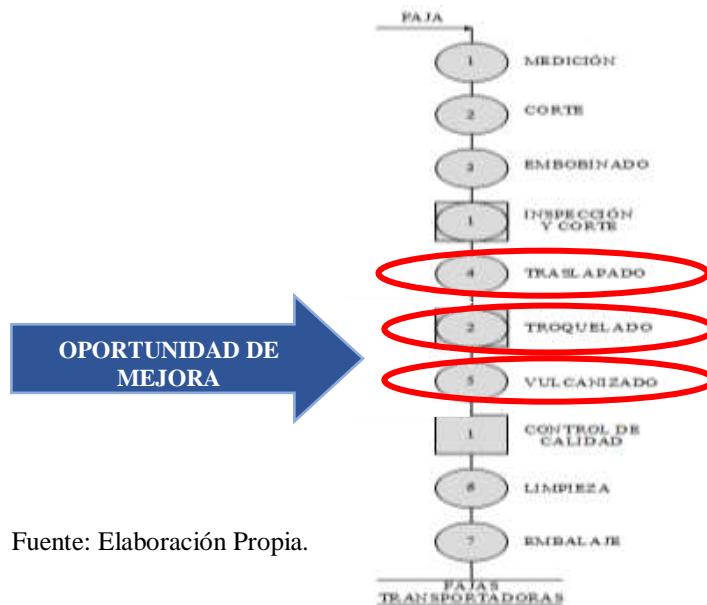 FAJA
1 MEDICIÓN
2 CORTE
3 EMBOBINADO
1 INSPECCIÓN
Y CORTE
4 TRASLAPADO
2 TROQUELADO
OPORTUNIDAD DE
MEJORA
5 VULCANIZADO
1 CONTROL DE
CALIDAD
6 LIMPIEZA
Fuente: Elaboración Propia.
7 EMBALAJE
FAJAS
TRANSPORTADORAS